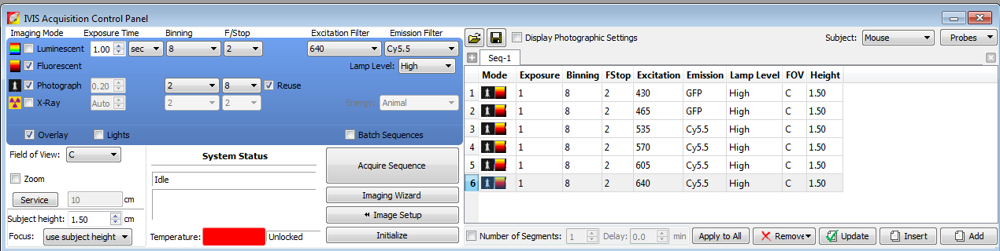 IVIS Acquisition Control Panel
Imaging Mode Exposure Time Binning F/Stop Excitation Filter Emission Filter
Luminescent 1.00 sec 8 2 640 Cy5.5
Fluorescent Lamp Level: High
Photograph 0.20 2 8 Reuse
X-Ray Auto 2 2 Energy: Animal
Overlay Lights Batch Sequences
Field of View: C
Zoom
Service 10 cm
Subject height: 1.50 cm
Focus: use subject height
System Status
Idle
Temperature: Unlocked
Acquire Sequence
Imaging Wizard
Image Setup
Initialize
Display Photographic Settings Subject: Mouse Probes
Seq-1
Mode Exposure Binning FStop Excitation Emission Lamp Level FOV Height
1 1 8 2 430 GFP High C 1.50
2 1 8 2 465 GFP High C 1.50
3 1 8 2 535 Cy5.5 High C 1.50
4 1 8 2 570 Cy5.5 High C 1.50
5 1 8 2 605 Cy5.5 High C 1.50
6 1 8 2 640 Cy5.5 High C 1.50
Number of Segments: 1 Delay: 0.0 min Apply to All Remove Update Insert Add